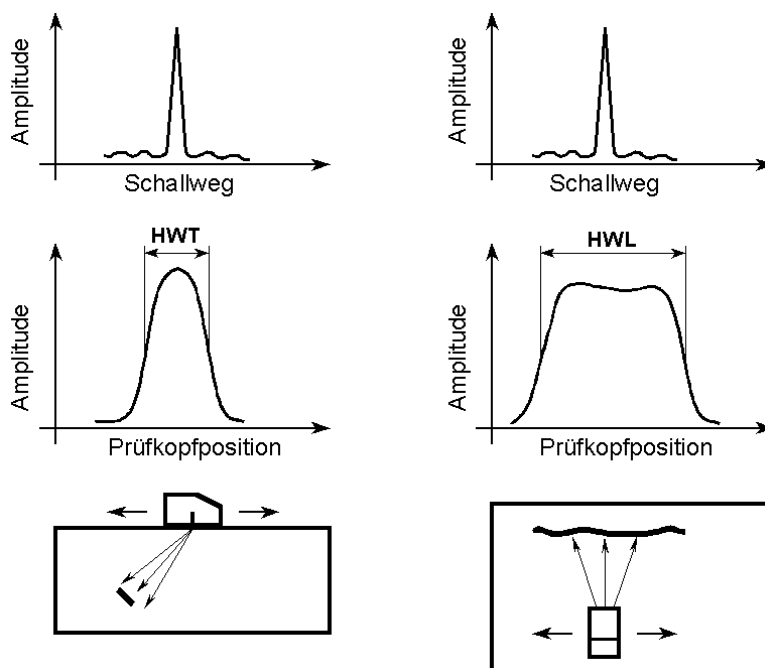 Amplitude
Schallweg
Amplitude
Schallweg
HWT
Amplitude
Prüfkopfposition
HWL
Amplitude
Prüfkopfposition